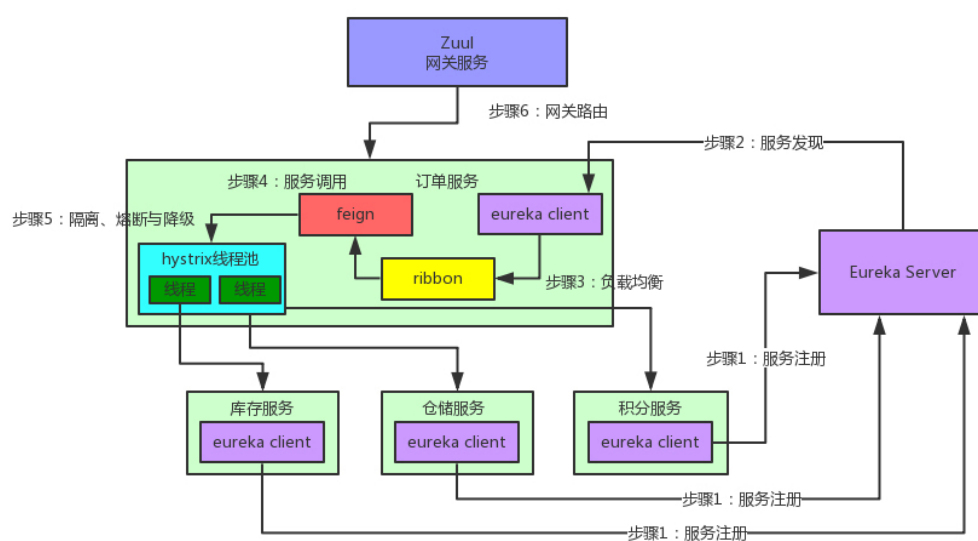 Zuul
网关服务
步骤6：网关路由
步骤2：服务发现
步骤4：服务调用
订单服务
步骤5：隔离、熔断与降级
feign
eureka client
hystrix线程池
线程
线程
ribbon
步骤3：负载均衡
Eureka Server
步骤1：服务注册
库存服务
eureka client
仓储服务
eureka client
积分服务
eureka client
步骤1：服务注册
步骤1：服务注册